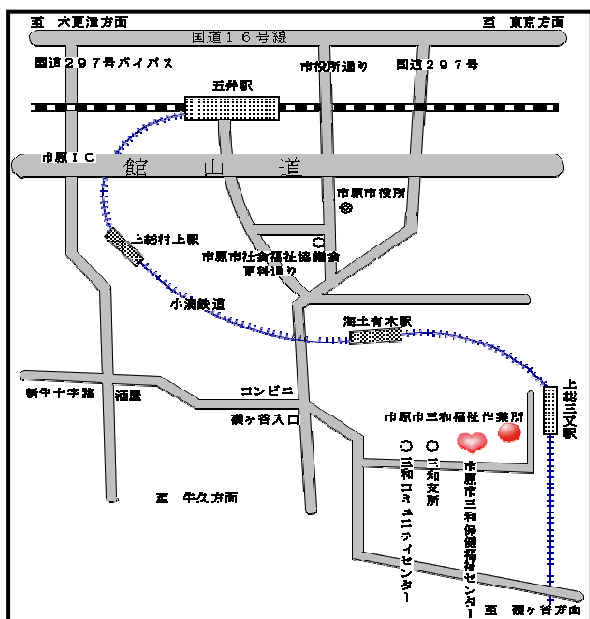 至 木更津方面
至 東京方面
国道16号線
国道297号バイパス
市役所通り
国道297号
五井駅
市原IC
館山道
市原市役所
上総村上駅
市原市社会福祉協議会
更科通り
小湊鉄道
海士有木駅
新生十字路
酒屋
コンビニ
磯ヶ谷入口
上総三又駅
市原市三和福祉作業所
三和コミュニティセンター
三和支所
市原市三和保健福祉センター
至 牛久方面
至 磯ヶ谷方面